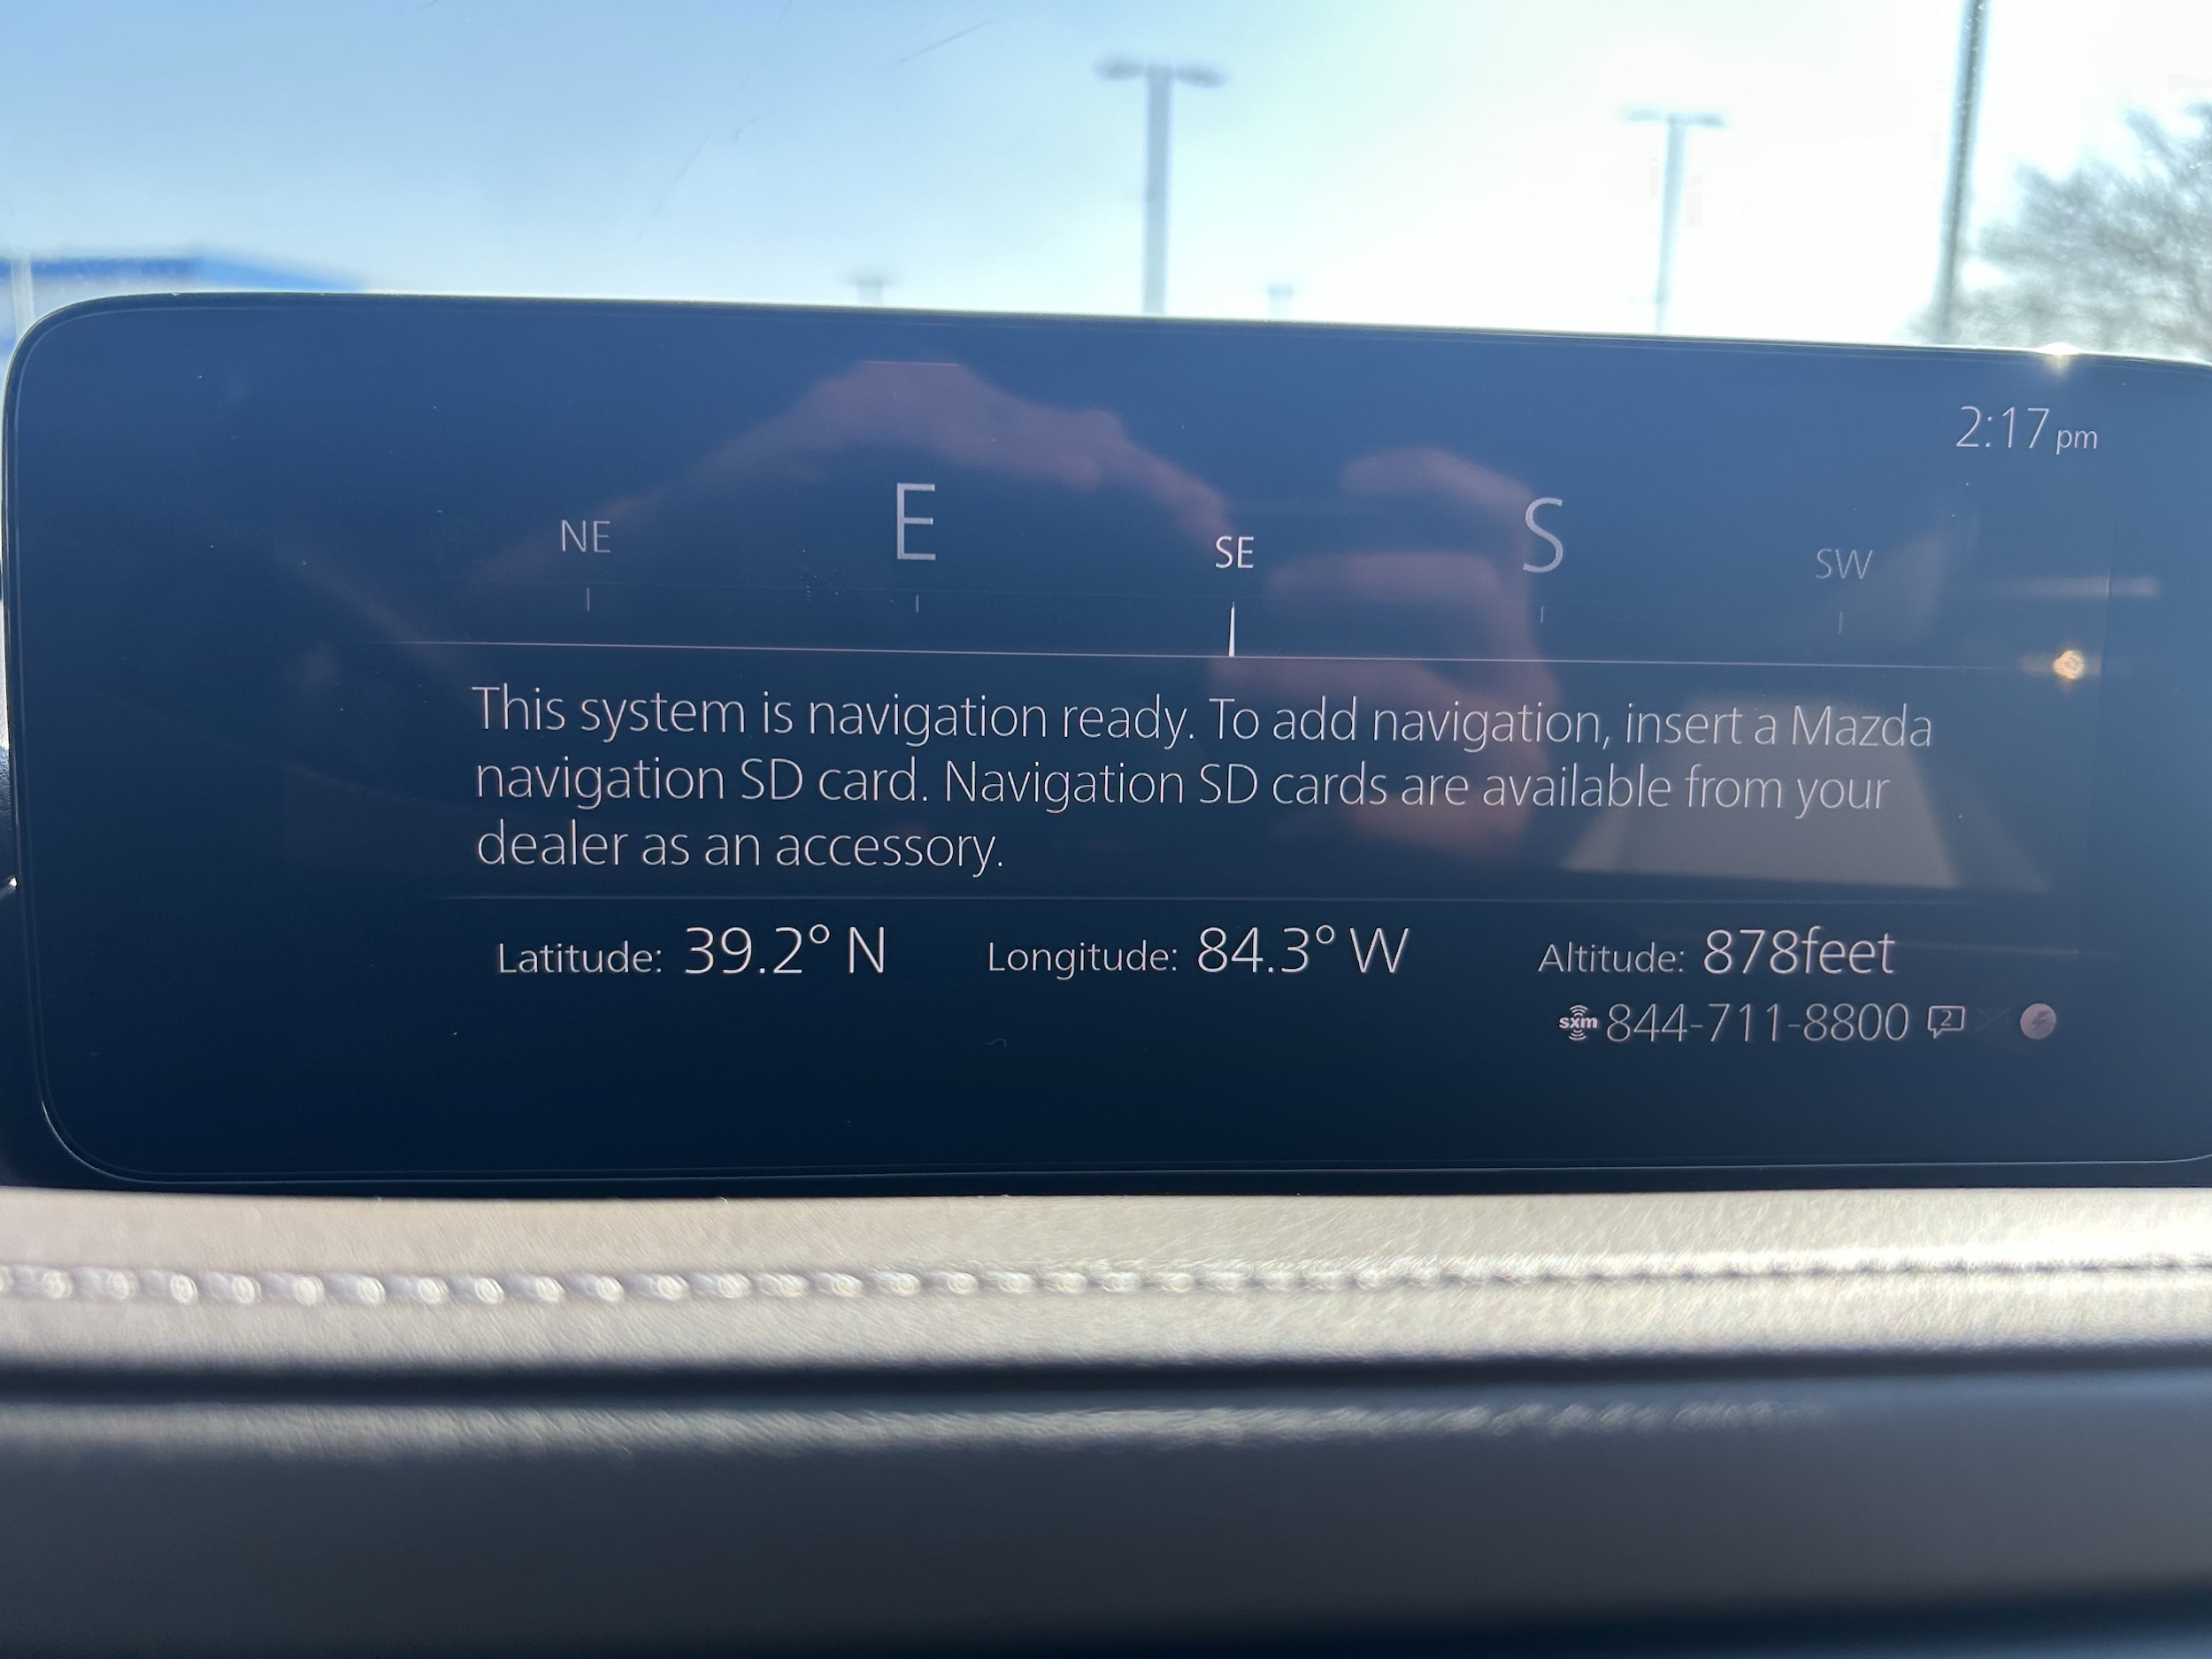 2:17 pm
NE E SE S SW
This system is navigation ready. To add navigation, insert a Mazda
navigation SD card. Navigation SD cards are available from your
dealer as an accessory.
Latitude: 39.2° N Longitude: 84.3° W Altitude: 878feet
sxm 844-711-8800 2